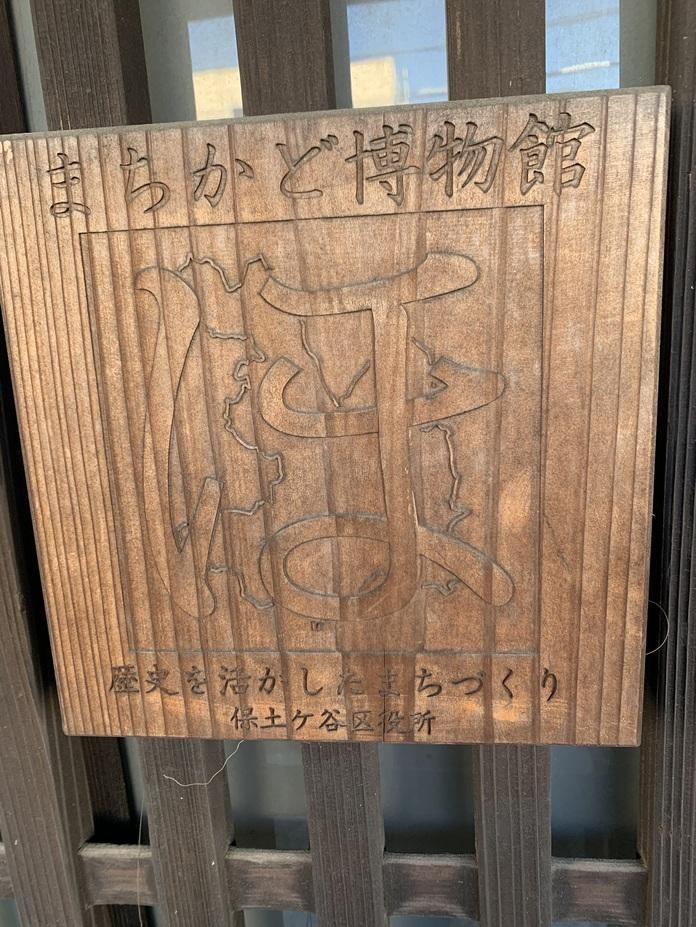 まちかど博物館
ほ
歴史を活かしたまちづくり
保土ケ谷区役所